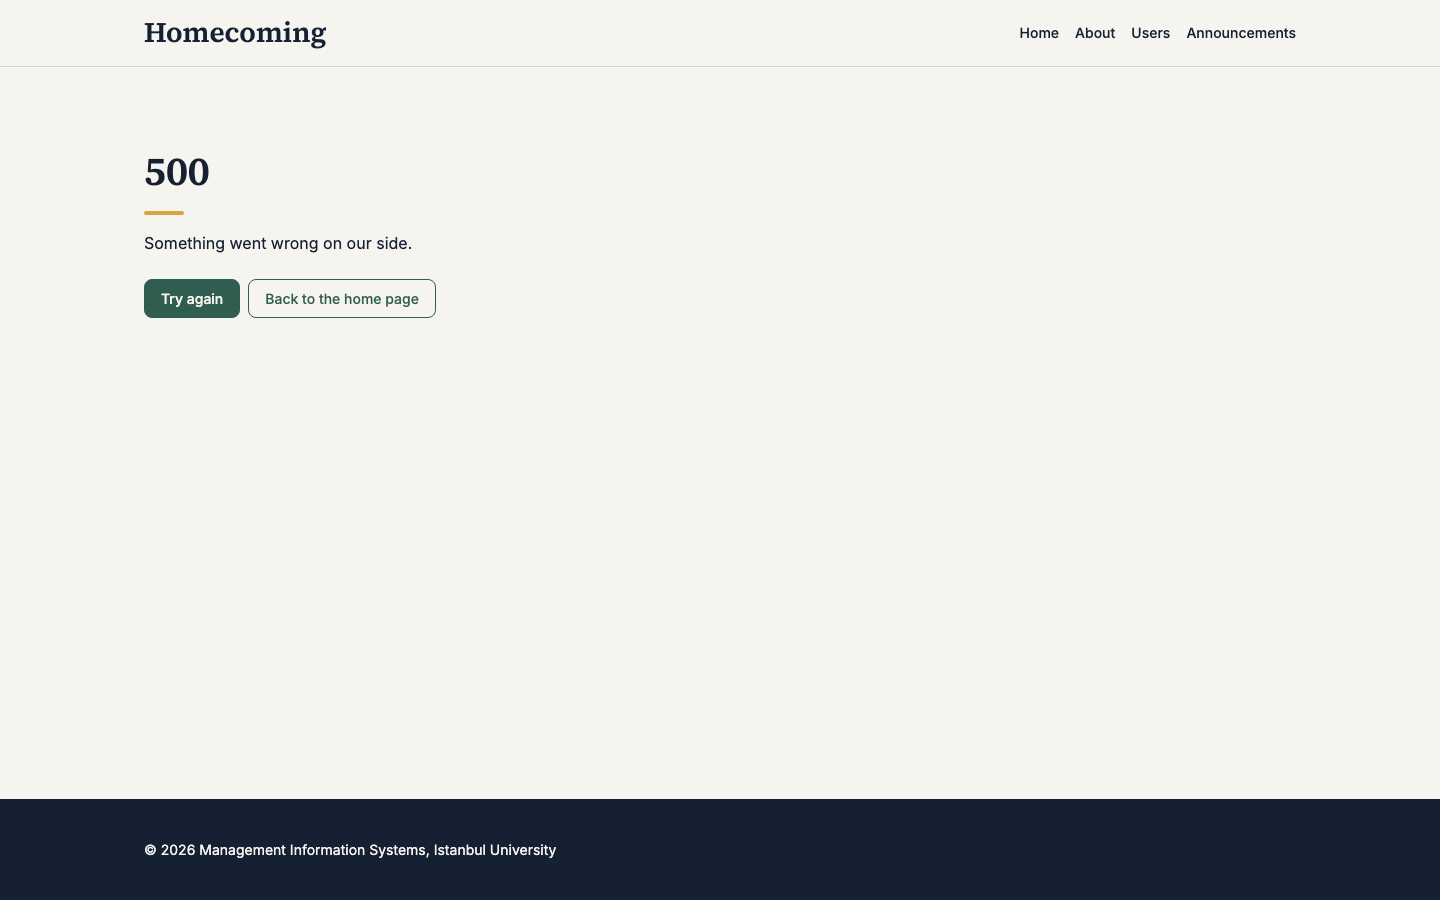 Homecoming
Home About Users Announcements
500
Something went wrong on our side.
Try again Back to the home page
© 2026 Management Information Systems, Istanbul University